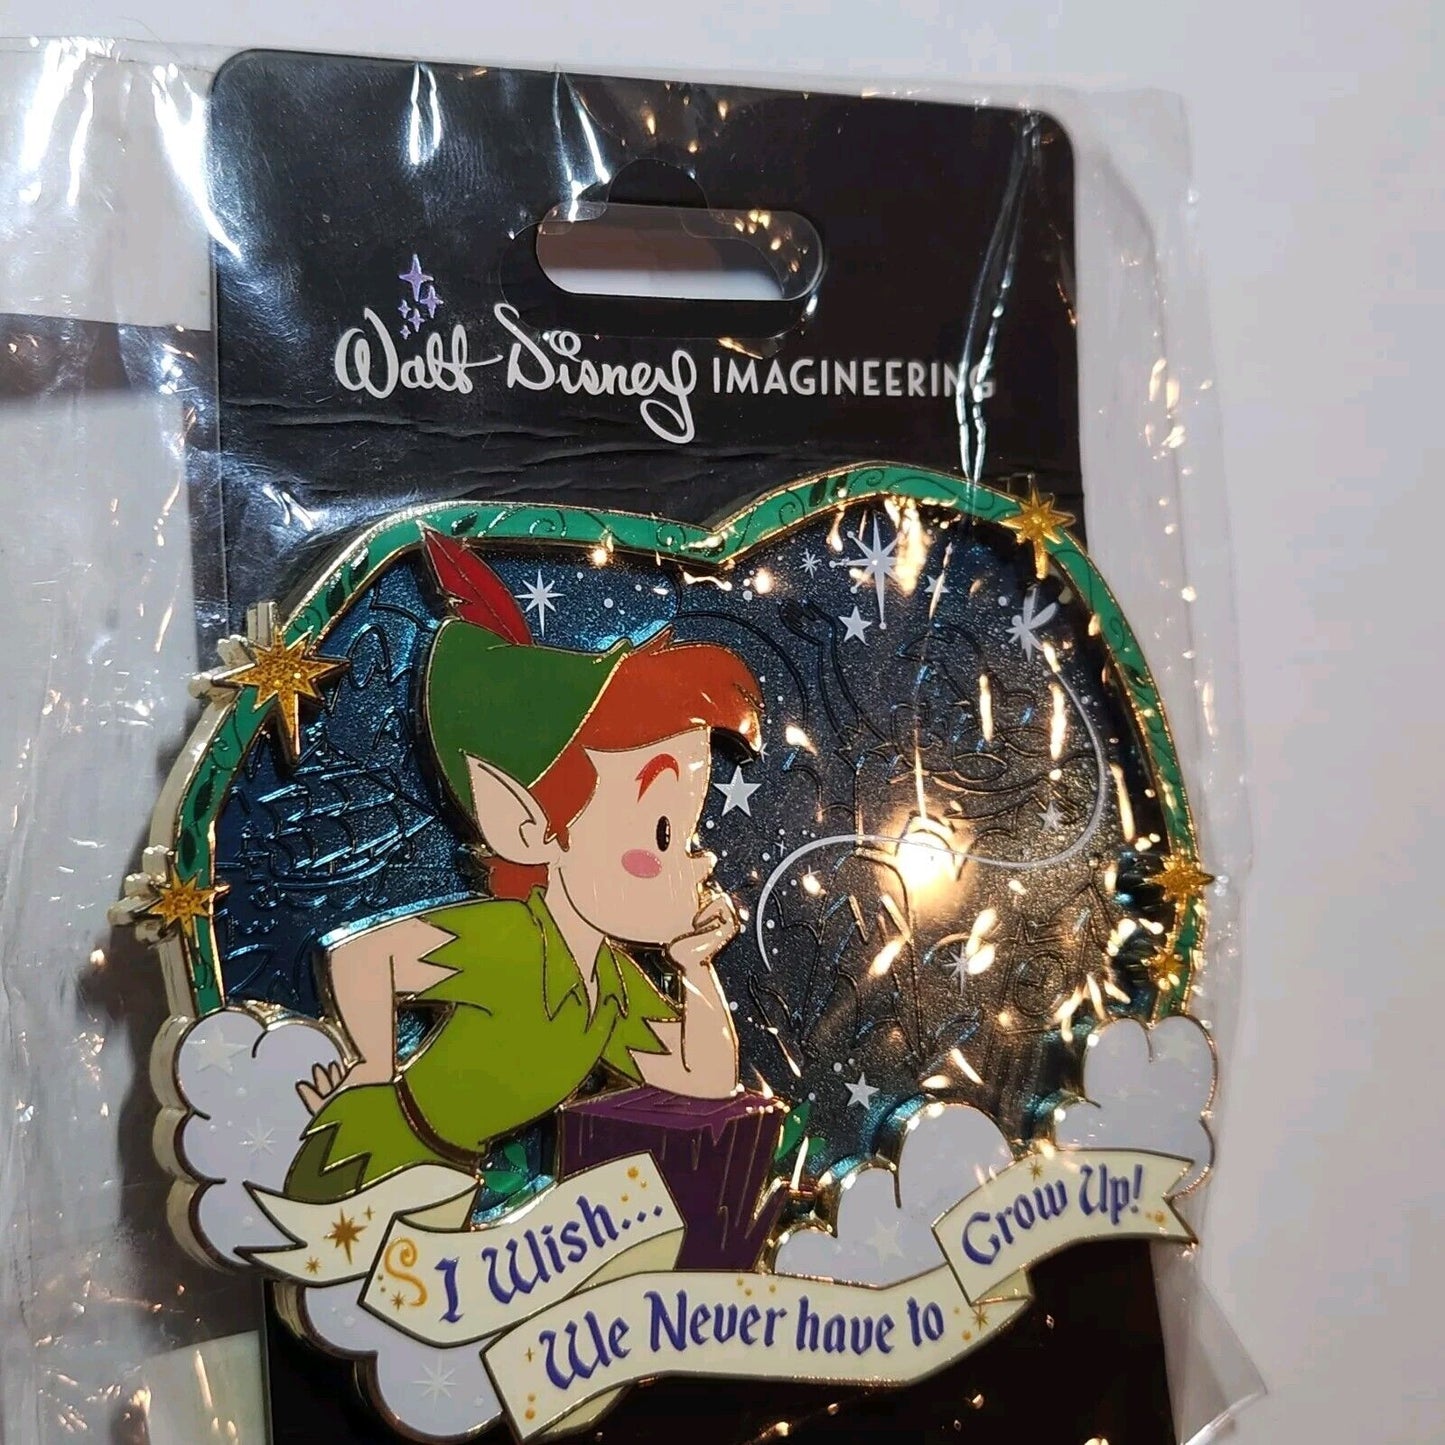 Walt Disney IMAGINEERING
I Wish...
We Never have to
Grow Up!